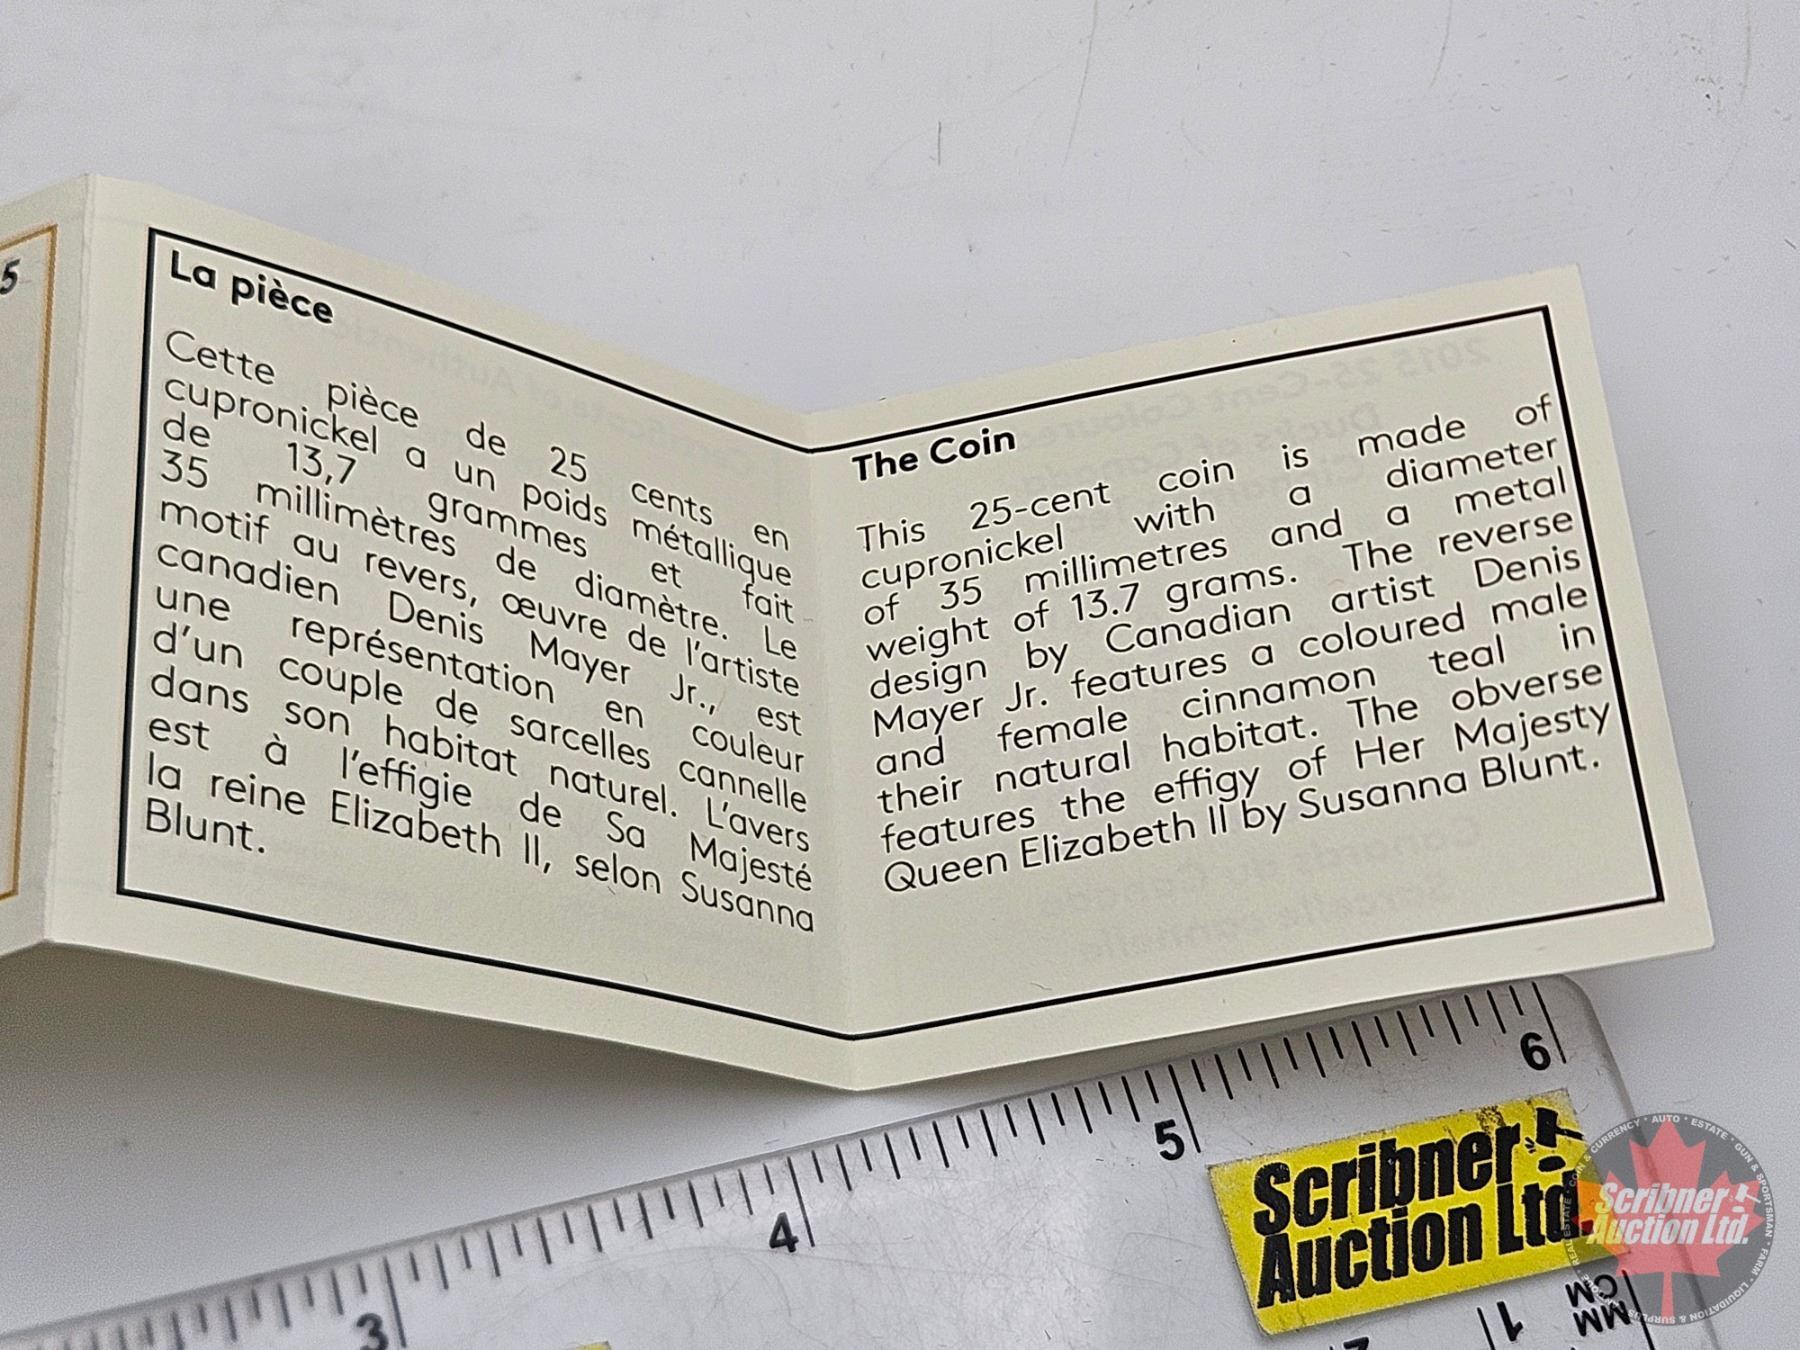 5
La pièce
Cette pièce de 25 cents en
cupronickel a un poids métallique
de 13,7 grammes et fait
35 millimètres de diamètre. Le
motif au revers, œuvre de l'artiste
canadien Denis Mayer Jr., est
une représentation en couleur
d'un couple de sarcelles cannelle
dans son habitat naturel. L'avers
est à l'effigie de Sa Majesté
la reine Elizabeth II, selon Susanna
Blunt.
The Coin
This 25-cent coin is made of
cupronickel with a diameter
of 35 millimetres and a metal
weight of 13.7 grams. The reverse
design by Canadian artist Denis
Mayer Jr. features a coloured male
and female cinnamon teal in
their natural habitat. The obverse
features the effigy of Her Majesty
Queen Elizabeth II by Susanna Blunt.
3 4 5 6
Scribner
Auction Ltd.
Scribner
Auction Ltd.
CM
MM
1